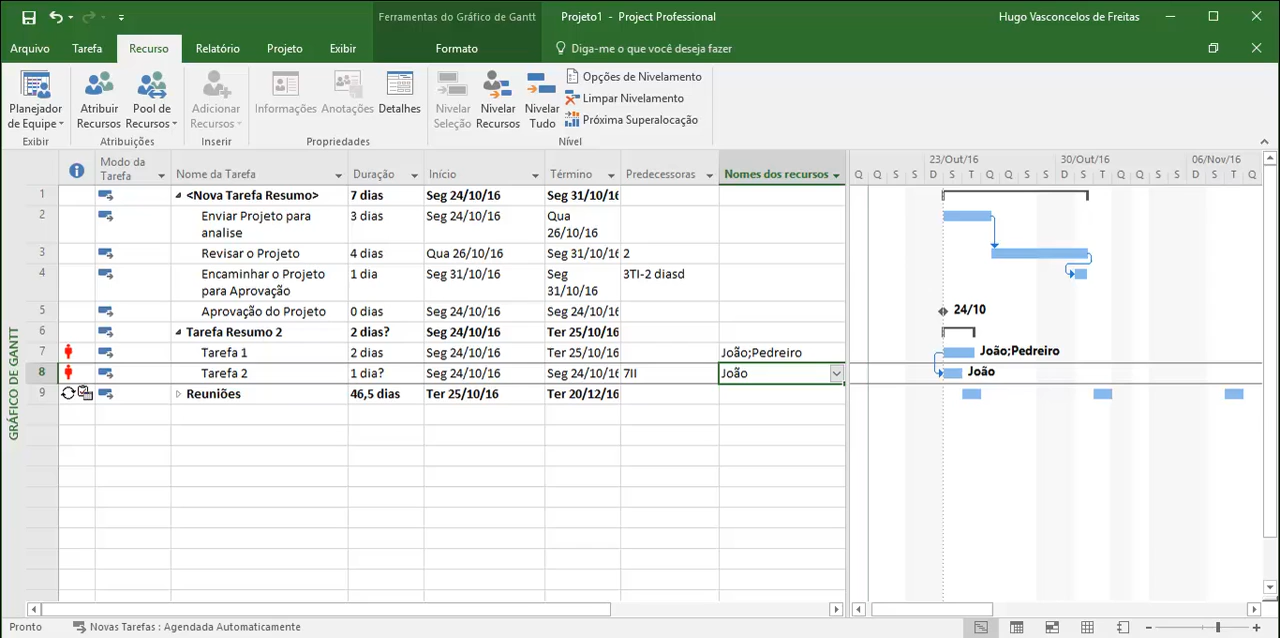 Ferramentas do Gráfico de Gantt
Projeto1 - Project Professional
Hugo Vasconcelos de Freitas
Arquivo Tarefa Recurso Relatório Projeto Exibir Formato Diga-me o que você deseja fazer
Planejador de Equipe
Atribuir Recursos
Pool de Recursos
Adicionar Recursos
Informações
Anotações
Detalhes
Nivelar Seleção
Nivelar Recursos
Nivelar Tudo
Opções de Nivelamento
Limpar Nivelamento
Próxima Superalocação
Exibir Atribuições Inserir Propriedades Nível
Modo da Tarefa Nome da Tarefa Duração Início Término Predecessoras Nomes dos recursos
23/Out/16 30/Out/16 06/Nov/16
Q Q S S D S T Q Q S S D S T Q Q S S D S T Q
1 <Nova Tarefa Resumo> 7 dias Seg 24/10/16 Seg 31/10/16
2 Enviar Projeto para analise 3 dias Seg 24/10/16 Qua 26/10/16
3 Revisar o Projeto 4 dias Qua 26/10/16 Seg 31/10/16 2
4 Encaminhar o Projeto para Aprovação 1 dia Seg 31/10/16 Seg 31/10/16 3TI-2 diasd
5 Aprovação do Projeto 0 dias Seg 24/10/16 Seg 24/10/16 24/10
6 Tarefa Resumo 2 2 dias? Seg 24/10/16 Ter 25/10/16
7 Tarefa 1 2 dias Seg 24/10/16 Ter 25/10/16 João;Pedreiro João;Pedreiro
8 Tarefa 2 1 dia? Seg 24/10/16 Seg 24/10/16 7II João João
9 Reuniões 46,5 dias Ter 25/10/16 Ter 20/12/16
GRÁFICO DE GANTT
Pronto Novas Tarefas : Agendada Automaticamente